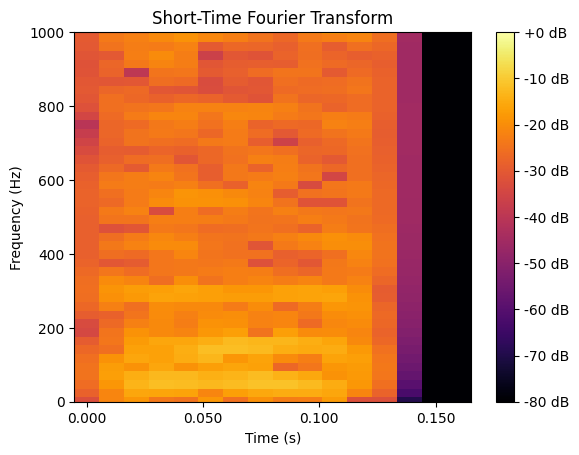 Short-Time Fourier Transform
1000
800
600
400
200
0
Frequency (Hz)
0.000
0.050
0.100
0.150
Time (s)
+0 dB
-10 dB
-20 dB
-30 dB
-40 dB
-50 dB
-60 dB
-70 dB
-80 dB